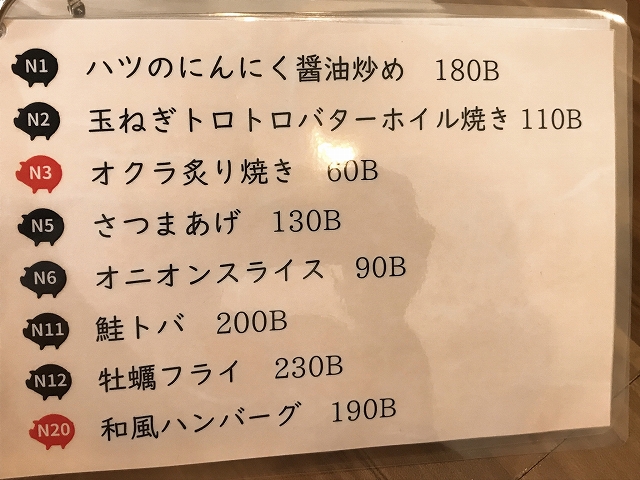 N1 ハツのにんにく醤油炒め 180B
N2 玉ねぎトロトロバターホイル焼き 110B
N3 オクラ炙り焼き 60B
N5 さつまあげ 130B
N6 オニオンスライス 90B
N11 鮭トバ 200B
N12 牡蠣フライ 230B
N20 和風ハンバーグ 190B